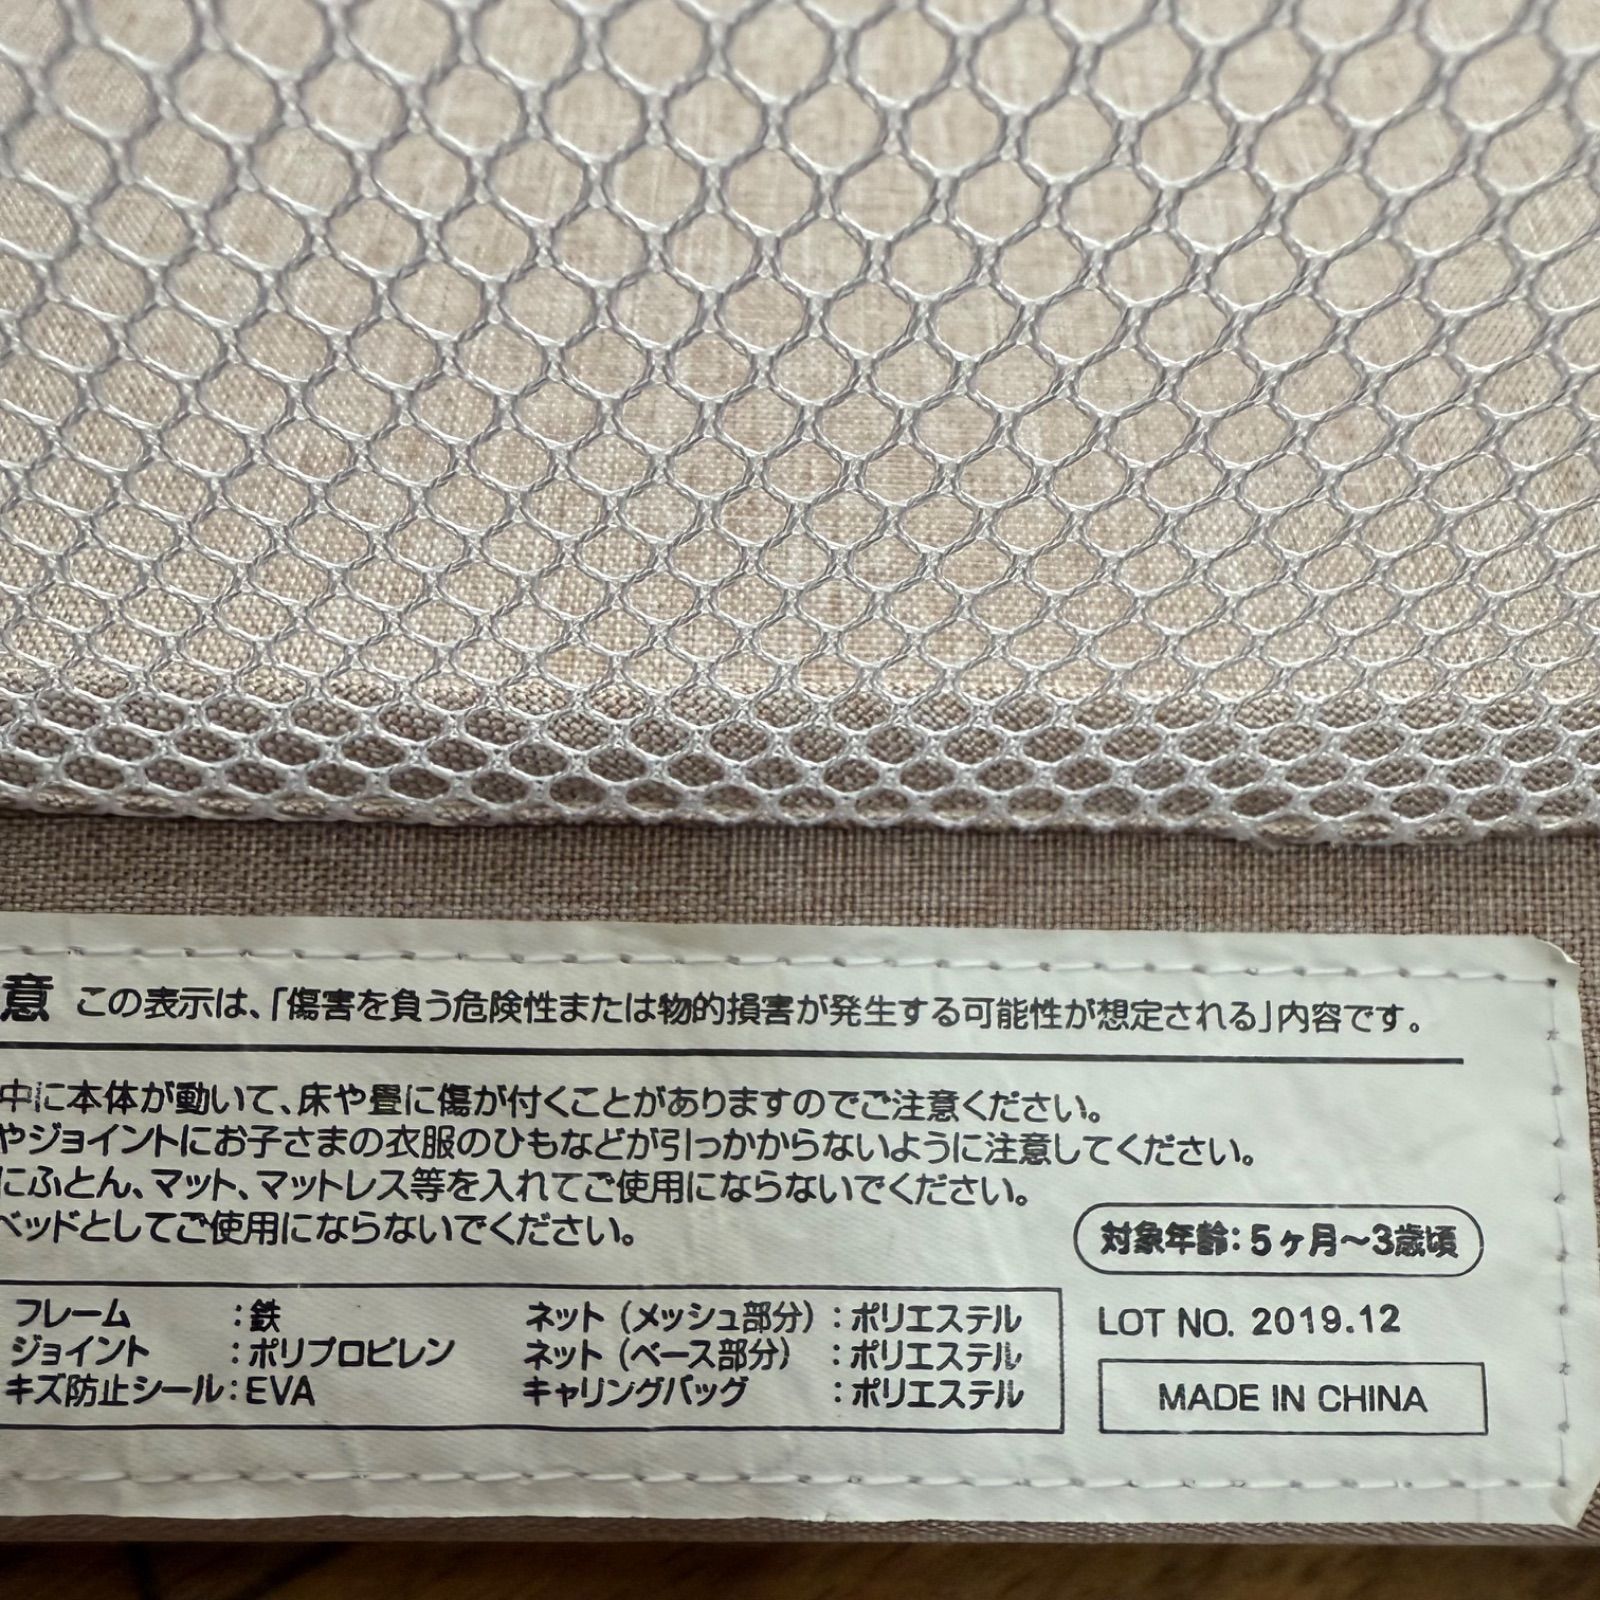 意 この表示は、「傷害を負う危険性または物的損害が発生する可能性が想定される」内容です。
中に本体が動いて、床や畳に傷が付くことがありますのでご注意ください。
やジョイントにお子さまの衣服のひもなどが引っかからないように注意してください。
にふとん、マット、マットレス等を入れてご使用にならないでください。
ベッドとしてご使用にならないでください。
対象年齢：5ヶ月〜3歳頃
フレーム ：鉄 ネット（メッシュ部分）：ポリエステル
ジョイント ：ポリプロピレン ネット（ベース部分）：ポリエステル
キズ防止シール：EVA キャリングバッグ ：ポリエステル
LOT NO. 2019.12
MADE IN CHINA